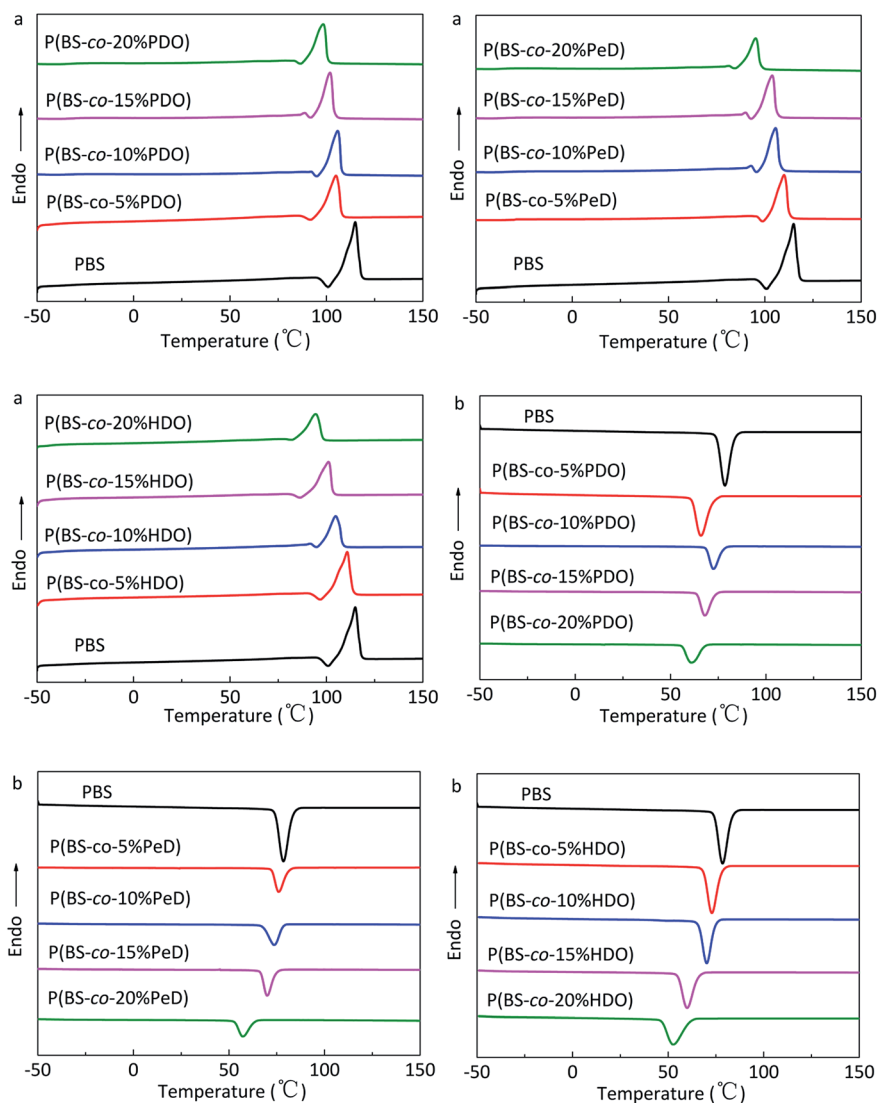 a
P(BS-co-20%PDO)
P(BS-co-15%PDO)
P(BS-co-10%PDO)
P(BS-co-5%PDO)
PBS
Endo
-50 0 50 100 150
Temperature (℃)
a
P(BS-co-20%PeD)
P(BS-co-15%PeD)
P(BS-co-10%PeD)
P(BS-co-5%PeD)
PBS
Endo
-50 0 50 100 150
Temperature (℃)
a
P(BS-co-20%HDO)
P(BS-co-15%HDO)
P(BS-co-10%HDO)
P(BS-co-5%HDO)
PBS
Endo
-50 0 50 100 150
Temperature (℃)
b
PBS
P(BS-co-5%PDO)
P(BS-co-10%PDO)
P(BS-co-15%PDO)
P(BS-co-20%PDO)
Endo
-50 0 50 100 150
Temperature (℃)
b
PBS
P(BS-co-5%PeD)
P(BS-co-10%PeD)
P(BS-co-15%PeD)
P(BS-co-20%PeD)
Endo
-50 0 50 100 150
Temperature (℃)
b
PBS
P(BS-co-5%HDO)
P(BS-co-10%HDO)
P(BS-co-15%HDO)
P(BS-co-20%HDO)
Endo
-50 0 50 100 150
Temperature (℃)